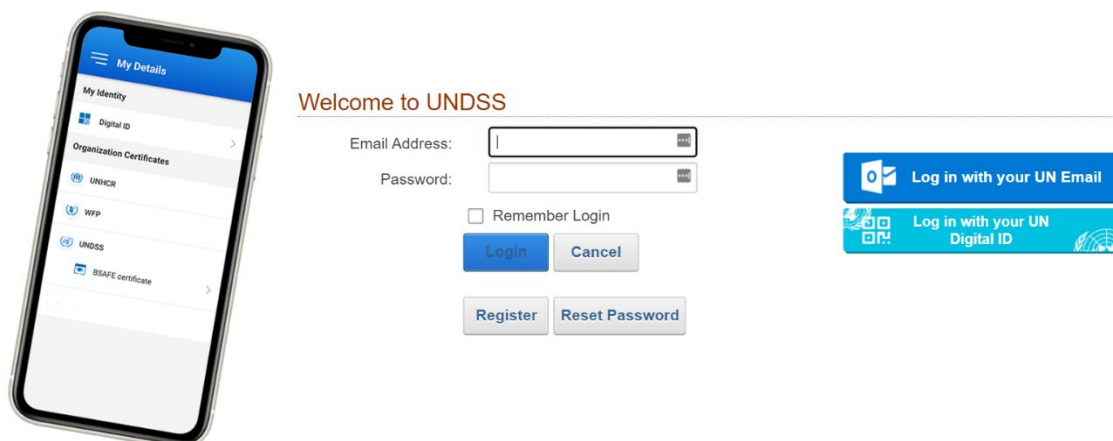 My Details
My Identity
Digital ID
Organization Certificates
UNHCR
WFP
UNDSS
BSAFE certificate
Welcome to UNDSS
Email Address:
Password:
Remember Login
Login Cancel
Register Reset Password
Log in with your UN Email
Log in with your UN
Digital ID